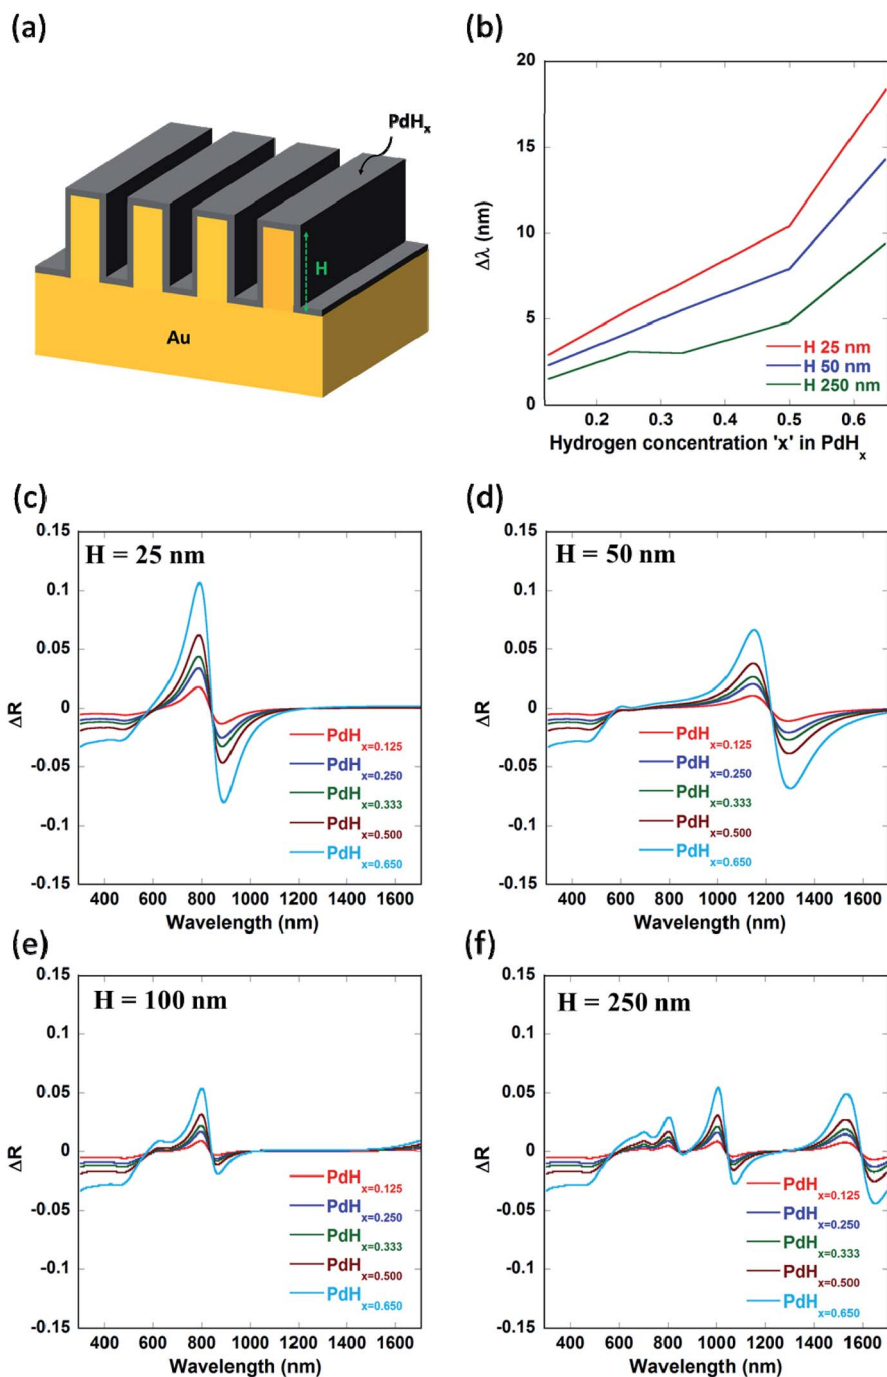 (a)
PdHx
H
Au
(b)
20
15
10
5
0
Δλ (nm)
H 25 nm
H 50 nm
H 250 nm
0.2 0.3 0.4 0.5 0.6
Hydrogen concentration 'x' in PdHx
(c)
0.15
0.1
0.05
0
-0.05
-0.1
-0.15
ΔR
H = 25 nm
PdHx=0.125
PdHx=0.250
PdHx=0.333
PdHx=0.500
PdHx=0.650
400 600 800 1000 1200 1400 1600
Wavelength (nm)
(d)
0.15
0.1
0.05
0
-0.05
-0.1
-0.15
ΔR
H = 50 nm
PdHx=0.125
PdHx=0.250
PdHx=0.333
PdHx=0.500
PdHx=0.650
400 600 800 1000 1200 1400 1600
Wavelength (nm)
(e)
0.15
0.1
0.05
0
-0.05
-0.1
-0.15
ΔR
H = 100 nm
PdHx=0.125
PdHx=0.250
PdHx=0.333
PdHx=0.500
PdHx=0.650
400 600 800 1000 1200 1400 1600
Wavelength (nm)
(f)
0.15
0.1
0.05
0
-0.05
-0.1
-0.15
ΔR
H = 250 nm
PdHx=0.125
PdHx=0.250
PdHx=0.333
PdHx=0.500
PdHx=0.650
400 600 800 1000 1200 1400 1600
Wavelength (nm)